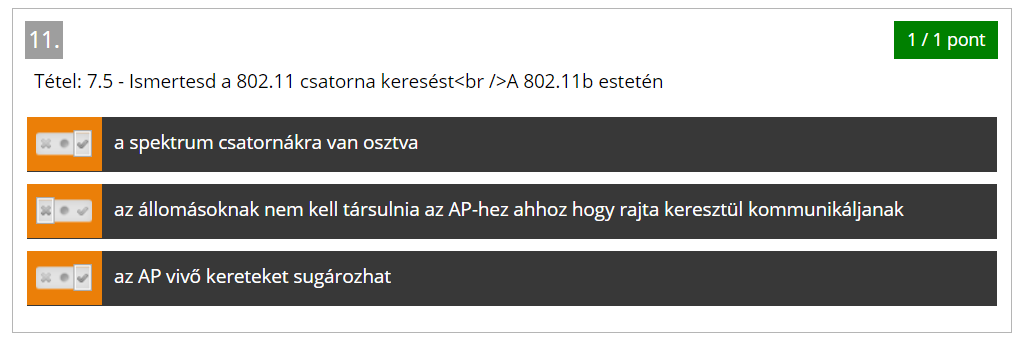 11.
1 / 1 pont
Tétel: 7.5 - Ismertesd a 802.11 csatorna keresést<br />A 802.11b estetén
a spektrum csatornákra van osztva
az állomásoknak nem kell társulnia az AP-hez ahhoz hogy rajta keresztül kommunikáljanak
az AP vivő kereteket sugározhat